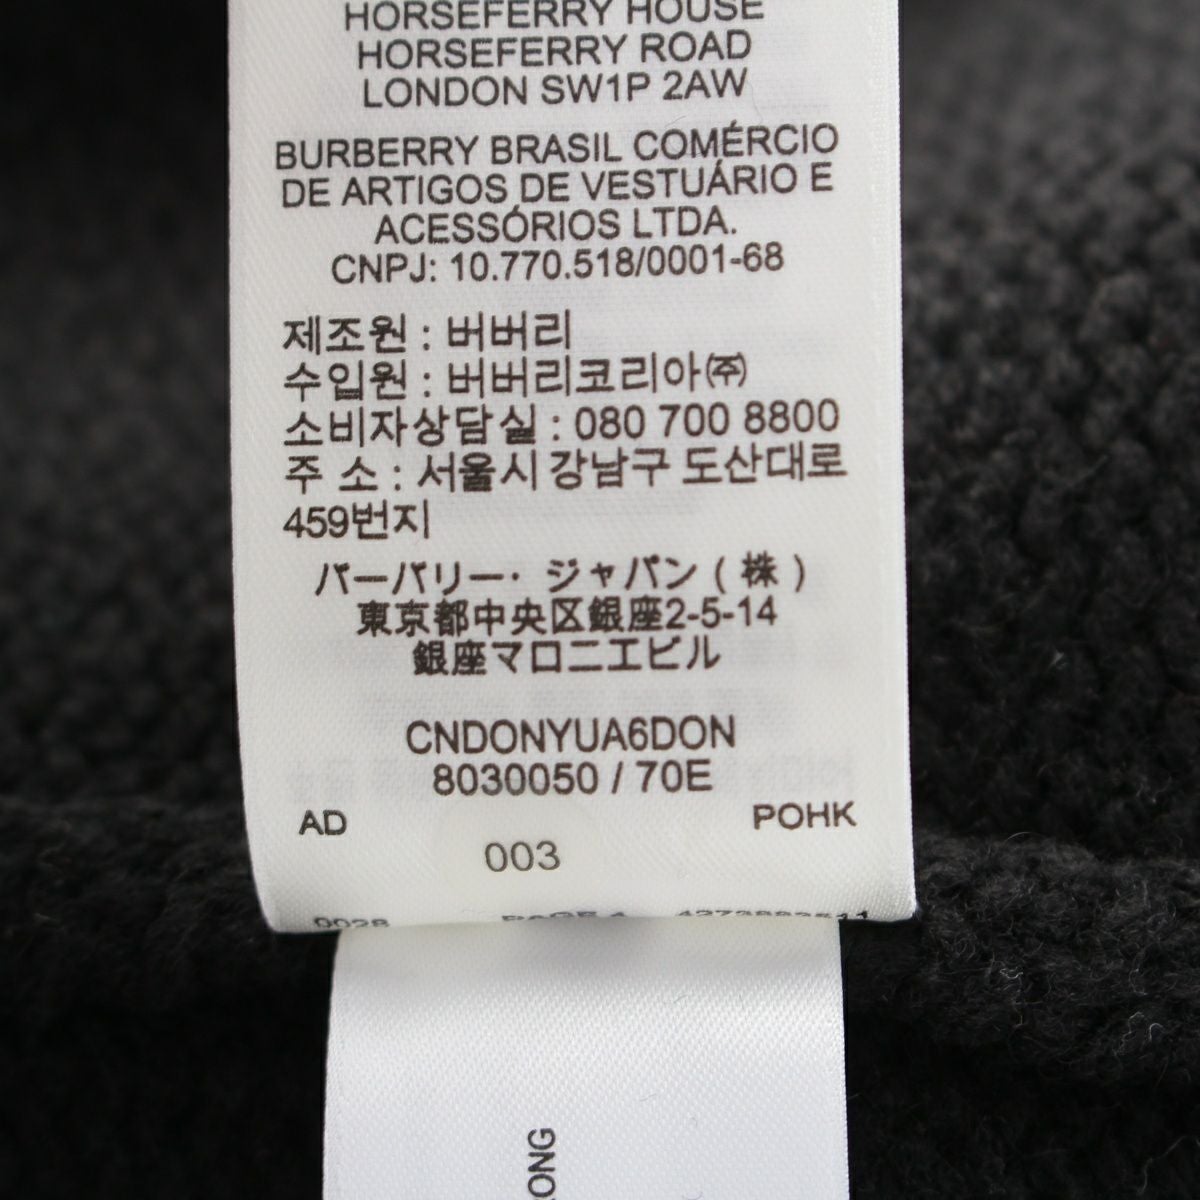 HORSEFERRY HOUSE
HORSEFERRY ROAD
LONDON SW1P 2AW
BURBERRY BRASIL COMÉRCIO
DE ARTIGOS DE VESTUÁRIO E
ACESSÓRIOS LTDA.
CNPJ: 10.770.518/0001-68
제조원 : 버버리
수입원 : 버버리코리아㈜
소비자상담실 : 080 700 8800
주 소 : 서울시 강남구 도산대로
459번지
バーバリー・ジャパン ( 株 )
東京都中央区銀座2-5-14
銀座マロニエビル
CNDONYUA6DON
8030050 / 70E
AD
POHK
003
0028